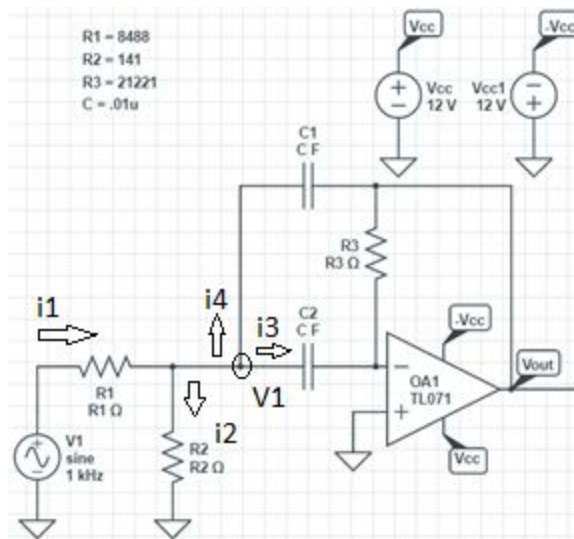 R1 = 8488
R2 = 141
R3 = 21221
C = .01u
Vcc
-Vcc
+
−
Vcc
12 V
Vcc1
12 V
−
+
C1
C F
R3
R3 Ω
i1
i4
i3
C2
C F
-Vcc
−
+
OA1
TL071
Vout
R1
R1 Ω
V1
i2
V1
sine
1 kHz
+
−
R2
R2 Ω
Vcc